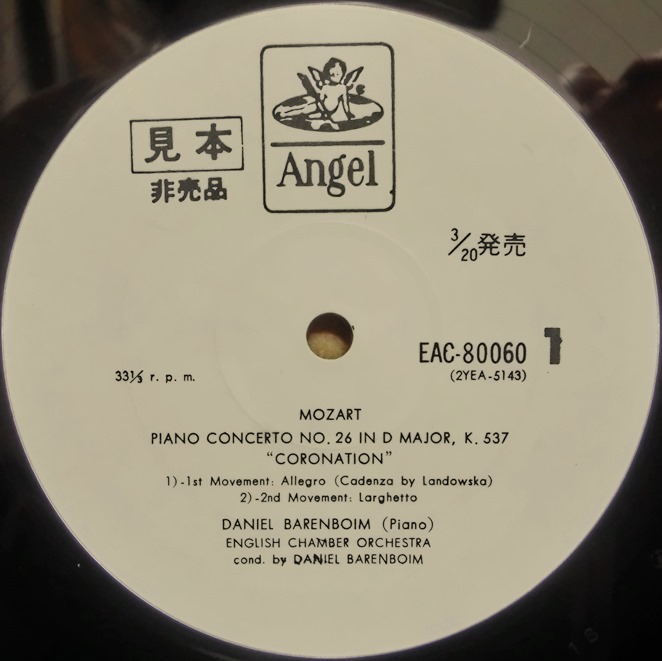 Angel
見本
非売品
3/20発売
EAC-80060 1
(2YEA-5143)
33⅓ r. p. m.
MOZART
PIANO CONCERTO NO. 26 IN D MAJOR, K. 537
“CORONATION”
1)-1st Movement: Allegro (Cadenza by Landowska)
2)-2nd Movement: Larghetto
DANIEL BARENBOIM (Piano)
ENGLISH CHAMBER ORCHESTRA
cond. by DANIEL BARENBOIM